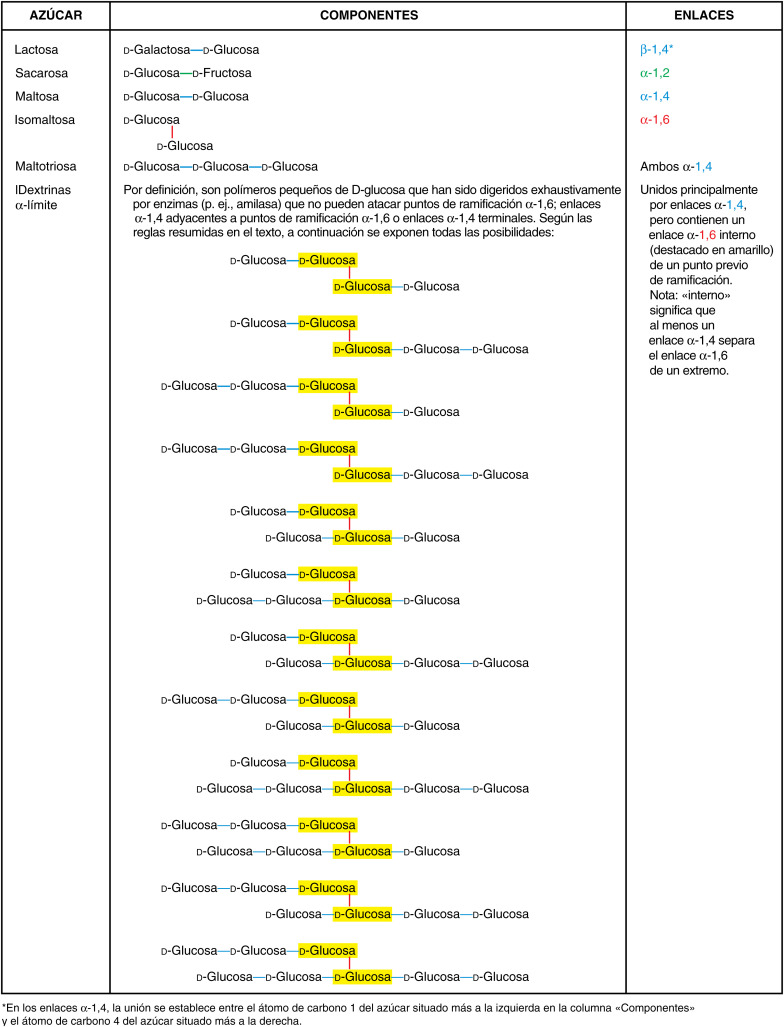 AZÚCAR COMPONENTES ENLACES
Lactosa D-Galactosa—D-Glucosa β-1,4*
Sacarosa D-Glucosa—D-Fructosa α-1,2
Maltosa D-Glucosa—D-Glucosa α-1,4
Isomaltosa D-Glucosa α-1,6
D-Glucosa
Maltotriosa D-Glucosa—D-Glucosa—D-Glucosa Ambos α-1,4
lDextrinas
α-límite
Por definición, son polímeros pequeños de D-glucosa que han sido digeridos exhaustivamente
por enzimas (p. ej., amilasa) que no pueden atacar puntos de ramificación α-1,6; enlaces
α-1,4 adyacentes a puntos de ramificación α-1,6 o enlaces α-1,4 terminales. Según las
reglas resumidas en el texto, a continuación se exponen todas las posibilidades:
D-Glucosa—D-Glucosa
D-Glucosa—D-Glucosa
D-Glucosa—D-Glucosa
D-Glucosa—D-Glucosa—D-Glucosa
D-Glucosa—D-Glucosa—D-Glucosa
D-Glucosa—D-Glucosa
D-Glucosa—D-Glucosa—D-Glucosa
D-Glucosa—D-Glucosa—D-Glucosa
D-Glucosa—D-Glucosa
D-Glucosa—D-Glucosa—D-Glucosa
D-Glucosa—D-Glucosa
D-Glucosa—D-Glucosa—D-Glucosa—D-Glucosa
D-Glucosa—D-Glucosa
D-Glucosa—D-Glucosa—D-Glucosa—D-Glucosa
D-Glucosa—D-Glucosa—D-Glucosa
D-Glucosa—D-Glucosa—D-Glucosa
D-Glucosa—D-Glucosa
D-Glucosa—D-Glucosa—D-Glucosa—D-Glucosa—D-Glucosa
D-Glucosa—D-Glucosa—D-Glucosa
D-Glucosa—D-Glucosa—D-Glucosa—D-Glucosa
D-Glucosa—D-Glucosa—D-Glucosa
D-Glucosa—D-Glucosa—D-Glucosa—D-Glucosa
D-Glucosa—D-Glucosa—D-Glucosa
D-Glucosa—D-Glucosa—D-Glucosa—D-Glucosa—D-Glucosa
Unidos principalmente
por enlaces α-1,4,
pero contienen un
enlace α-1,6 interno
(destacado en amarillo)
de un punto previo
de ramificación.
Nota: «interno»
significa que
al menos un
enlace α-1,4 separa
el enlace α-1,6
de un extremo.
*En los enlaces α-1,4, la unión se establece entre el átomo de carbono 1 del azúcar situado más a la izquierda en la columna «Componentes»
y el átomo de carbono 4 del azúcar situado más a la derecha.